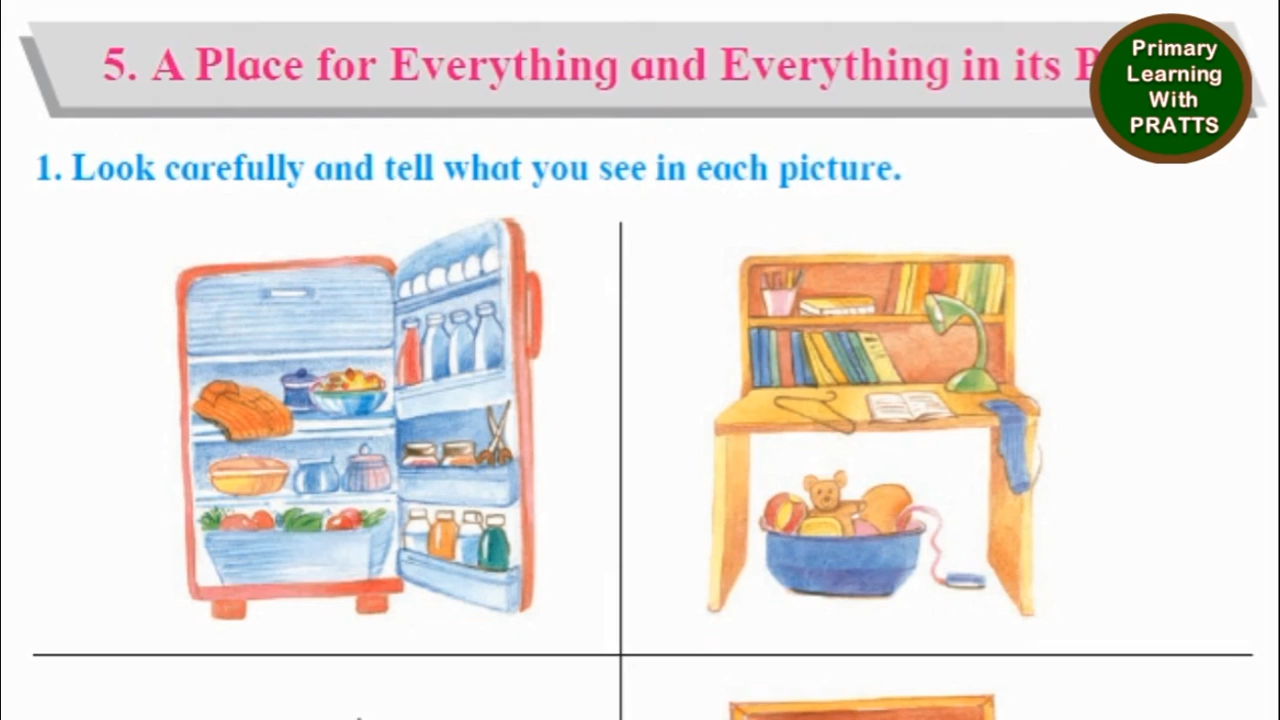 5. A Place for Everything and Everything in its
Primary
Learning
With
PRATTS
1. Look carefully and tell what you see in each picture.